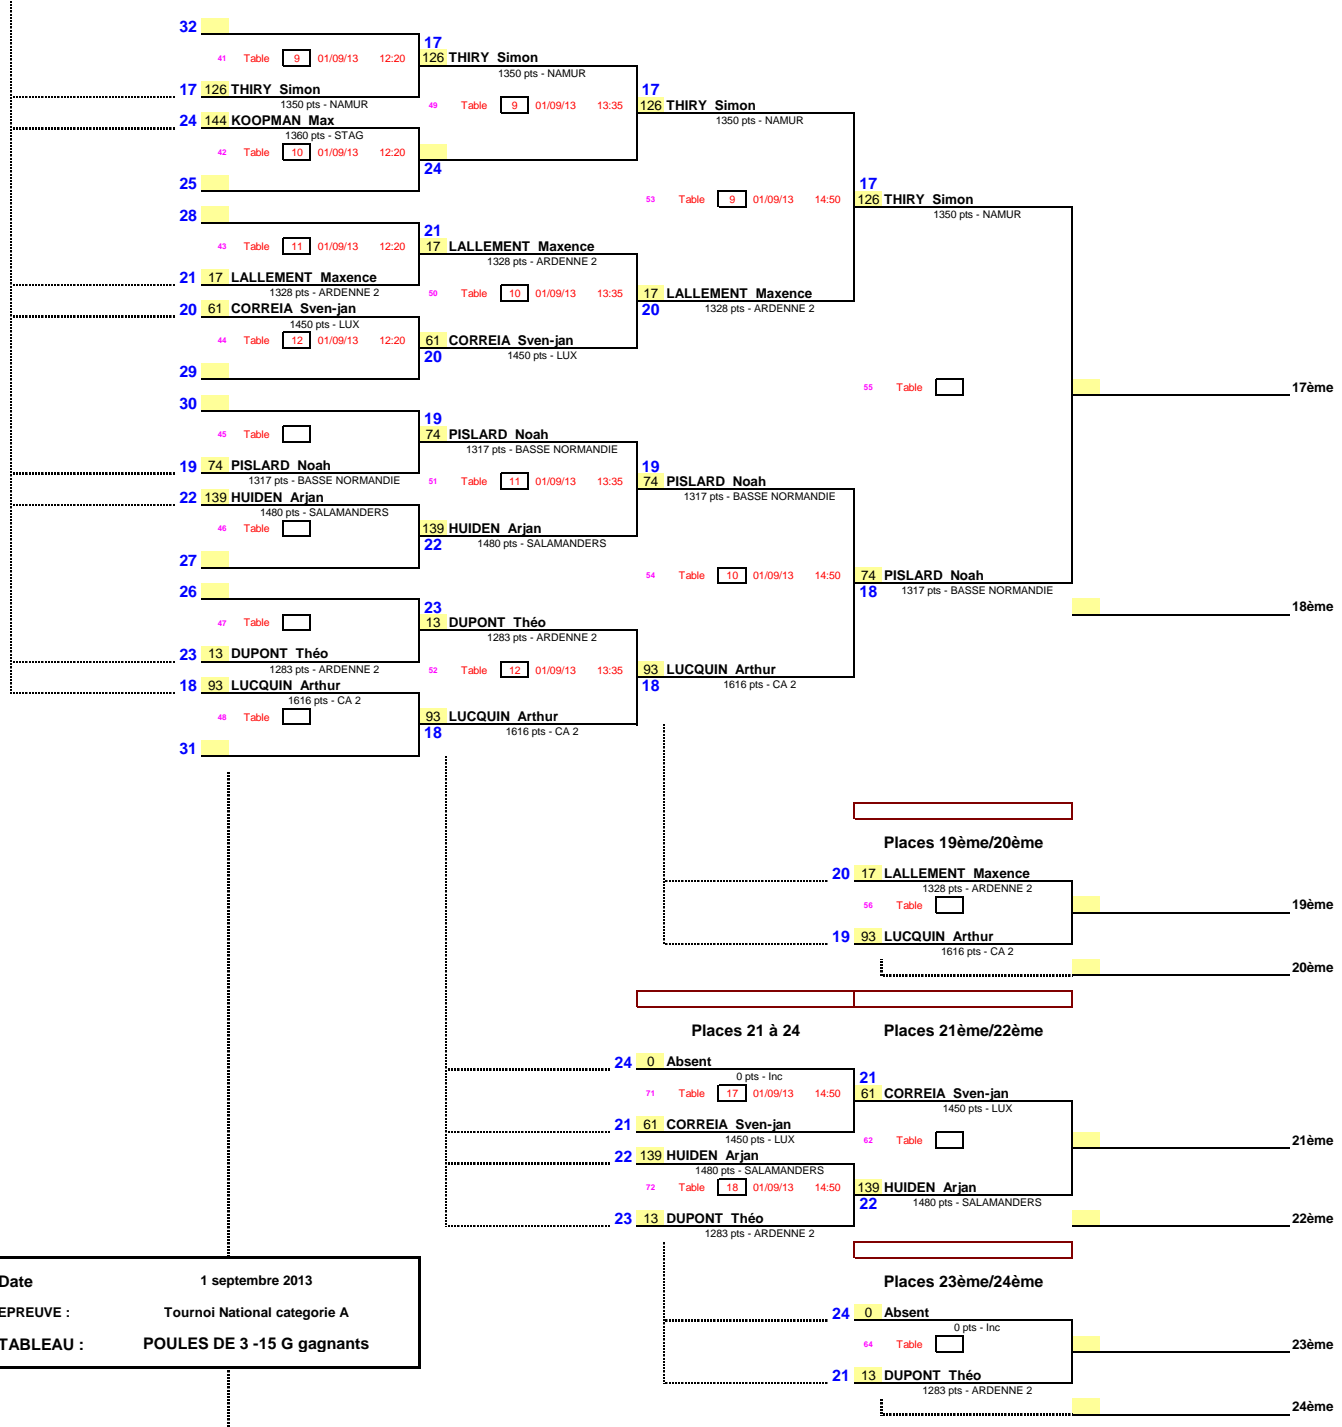 32
17
41 Table 9 01/09/13 12:20 126 THIRY Simon
1350 pts - NAMUR
17 126 THIRY Simon 17
1350 pts - NAMUR 49 Table 9 01/09/13 13:35 126 THIRY Simon
24 144 KOOPMAN Max 1350 pts - NAMUR
1360 pts - STAG
42 Table 10 01/09/13 12:20
24
25 17
53 Table 9 01/09/13 14:50 126 THIRY Simon
28 1350 pts - NAMUR
21
43 Table 11 01/09/13 12:20 17 LALLEMENT Maxence
1328 pts - ARDENNE 2
21 17 LALLEMENT Maxence
1328 pts - ARDENNE 2 50 Table 10 01/09/13 13:35 17 LALLEMENT Maxence
20 61 CORREIA Sven-jan 20 1328 pts - ARDENNE 2
1450 pts - LUX
44 Table 12 01/09/13 12:20 61 CORREIA Sven-jan
20 1450 pts - LUX
29
55 Table 17ème
30
19
45 Table 74 PISLARD Noah
1317 pts - BASSE NORMANDIE
19 74 PISLARD Noah 19
1317 pts - BASSE NORMANDIE 51 Table 11 01/09/13 13:35 74 PISLARD Noah
22 139 HUIDEN Arjan 1317 pts - BASSE NORMANDIE
1480 pts - SALAMANDERS
46 Table 139 HUIDEN Arjan
22 1480 pts - SALAMANDERS
27
54 Table 10 01/09/13 14:50 74 PISLARD Noah
26 18 1317 pts - BASSE NORMANDIE
23 18ème
47 Table 13 DUPONT Théo
1283 pts - ARDENNE 2
23 13 DUPONT Théo
1283 pts - ARDENNE 2 52 Table 12 01/09/13 13:35 93 LUCQUIN Arthur
18 93 LUCQUIN Arthur 18 1616 pts - CA 2
1616 pts - CA 2
48 Table 93 LUCQUIN Arthur
18 1616 pts - CA 2
31
Places 19ème/20ème
20 17 LALLEMENT Maxence
1328 pts - ARDENNE 2
56 Table 19ème
19 93 LUCQUIN Arthur
1616 pts - CA 2
20ème
Places 21 à 24 Places 21ème/22ème
24 0 Absent
0 pts - Inc 21
71 Table 17 01/09/13 14:50 61 CORREIA Sven-jan
1450 pts - LUX
21 61 CORREIA Sven-jan
1450 pts - LUX 62 Table 21ème
22 139 HUIDEN Arjan
1480 pts - SALAMANDERS
72 Table 18 01/09/13 14:50 139 HUIDEN Arjan
22 1480 pts - SALAMANDERS
23 13 DUPONT Théo 22ème
1283 pts - ARDENNE 2
Date 1 septembre 2013 Places 23ème/24ème
EPREUVE : Tournoi National categorie A 24 0 Absent
0 pts - Inc
TABLEAU : POULES DE 3 -15 G gagnants 64 Table 23ème
21 13 DUPONT Théo
1283 pts - ARDENNE 2
24ème